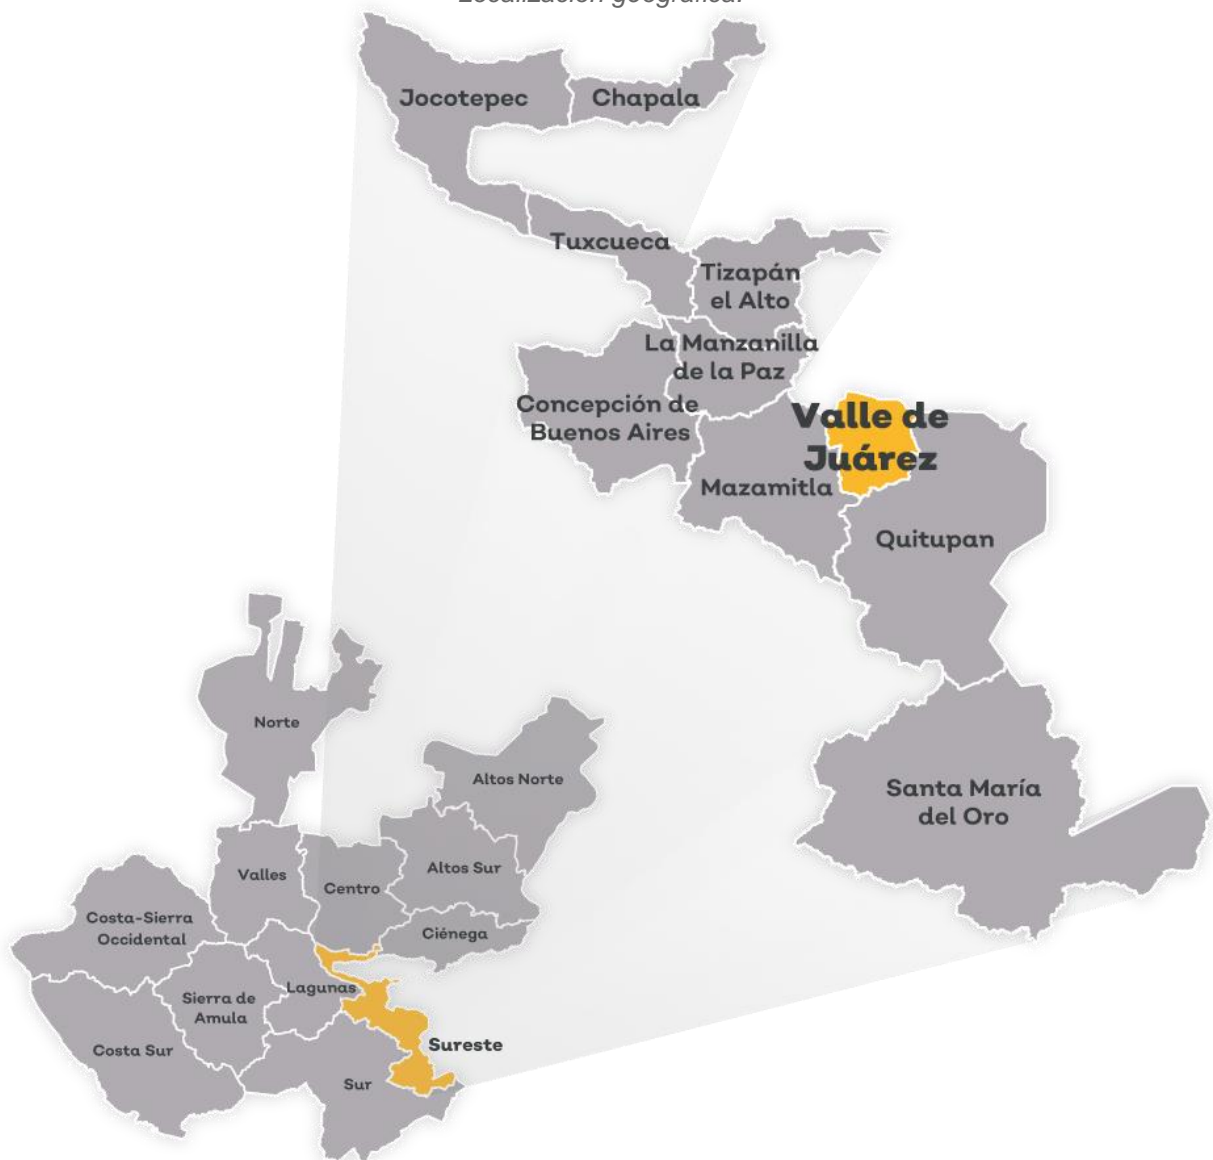 Localización geográfica.
Jocotepec
Chapala
Tuxcueca
Tizapán
el Alto
La Manzanilla
de la Paz
Concepción de
Buenos Aires
Valle de
Juárez
Mazamitla
Quitupan
Santa María
del Oro
Norte
Altos Norte
Valles
Centro
Altos Sur
Costa-Sierra
Occidental
Ciénega
Lagunas
Sierra de
Amula
Costa Sur
Sureste
Sur